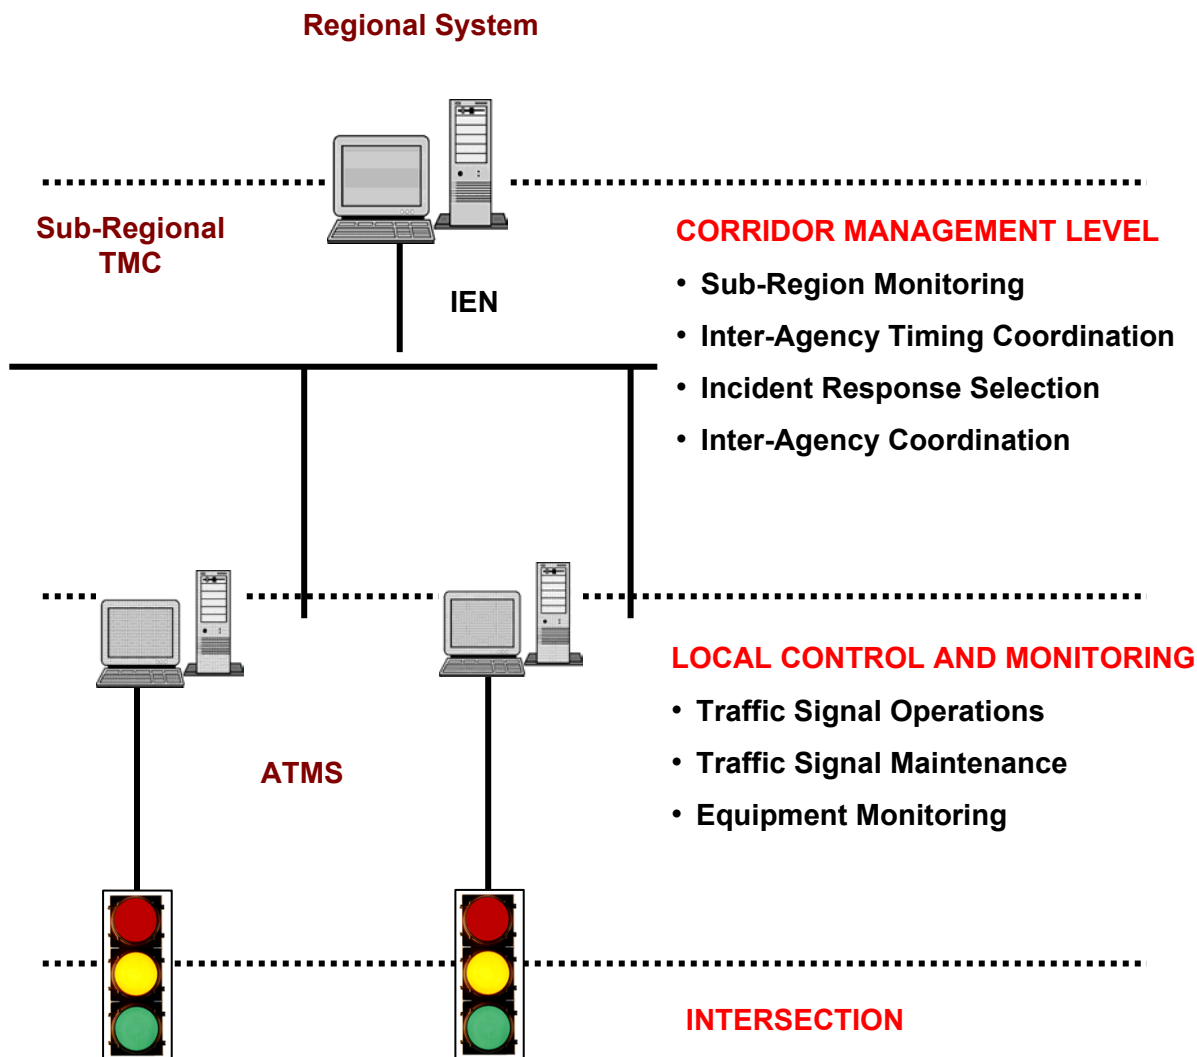 Regional System
Sub-Regional
TMC
IEN
CORRIDOR MANAGEMENT LEVEL
• Sub-Region Monitoring
• Inter-Agency Timing Coordination
• Incident Response Selection
• Inter-Agency Coordination
LOCAL CONTROL AND MONITORING
• Traffic Signal Operations
• Traffic Signal Maintenance
• Equipment Monitoring
ATMS
INTERSECTION